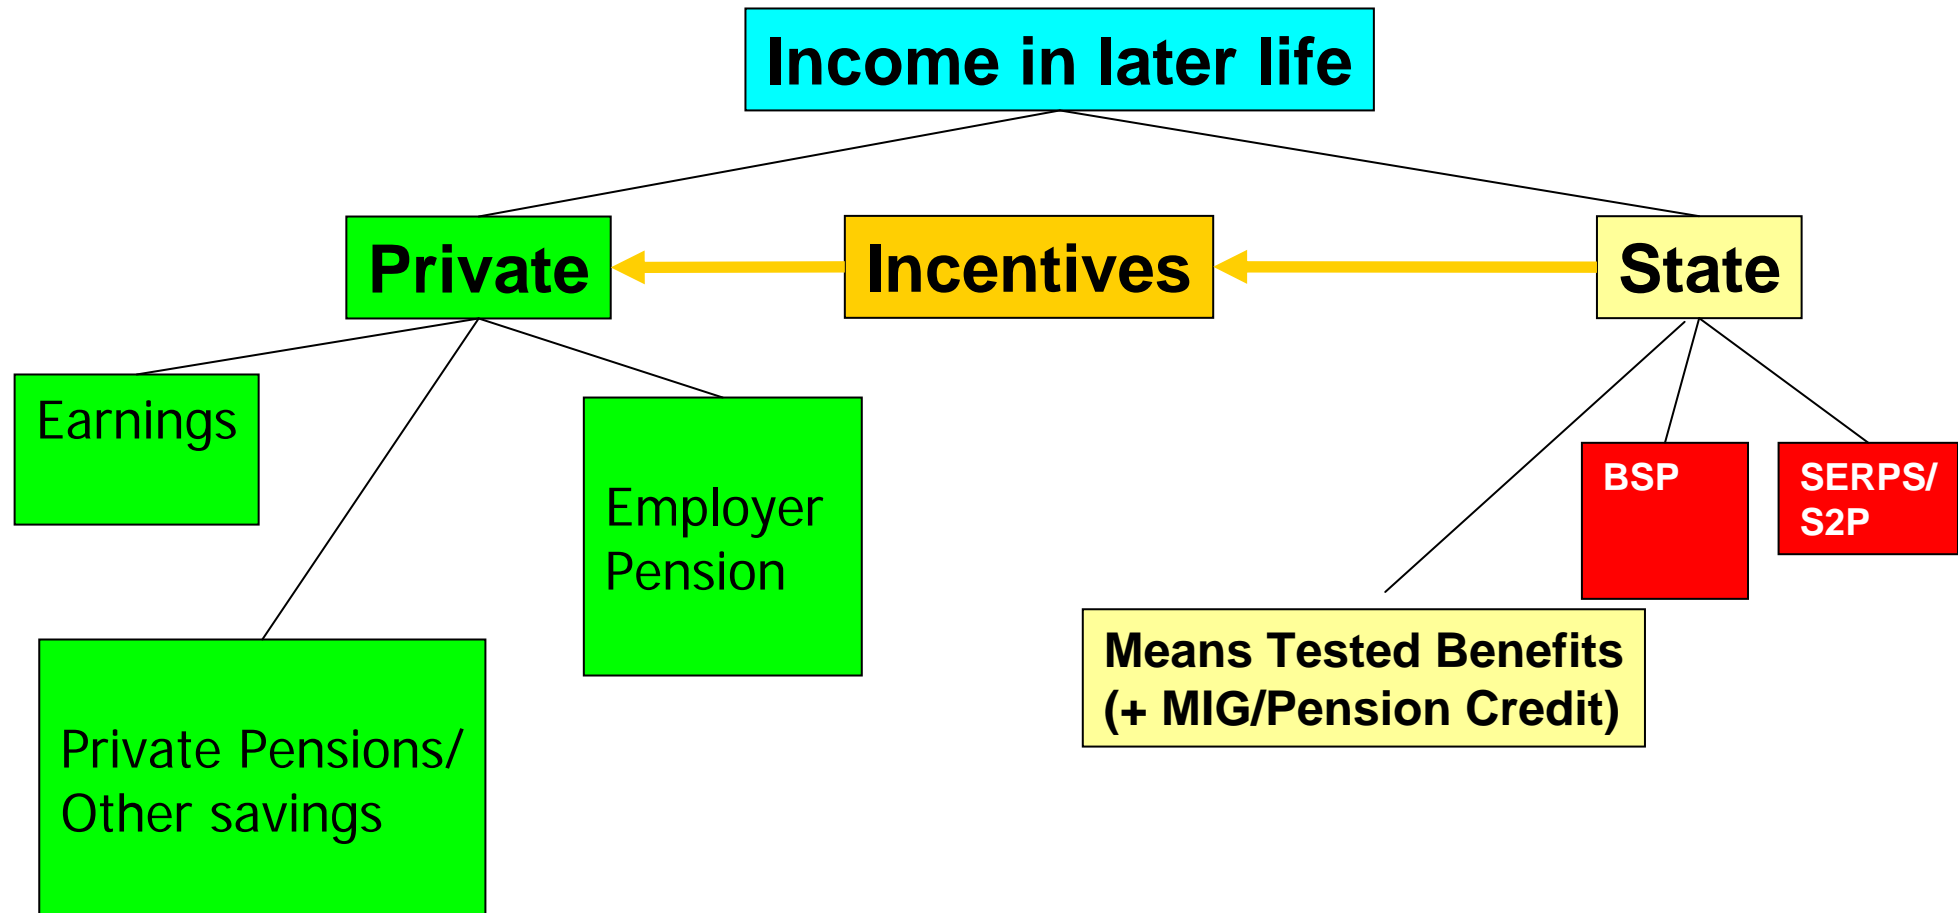 Income in later life
Private
Incentives
State
Earnings
Employer
Pension
BSP
SERPS/
S2P
Means Tested Benefits
(+ MIG/Pension Credit)
Private Pensions/
Other savings